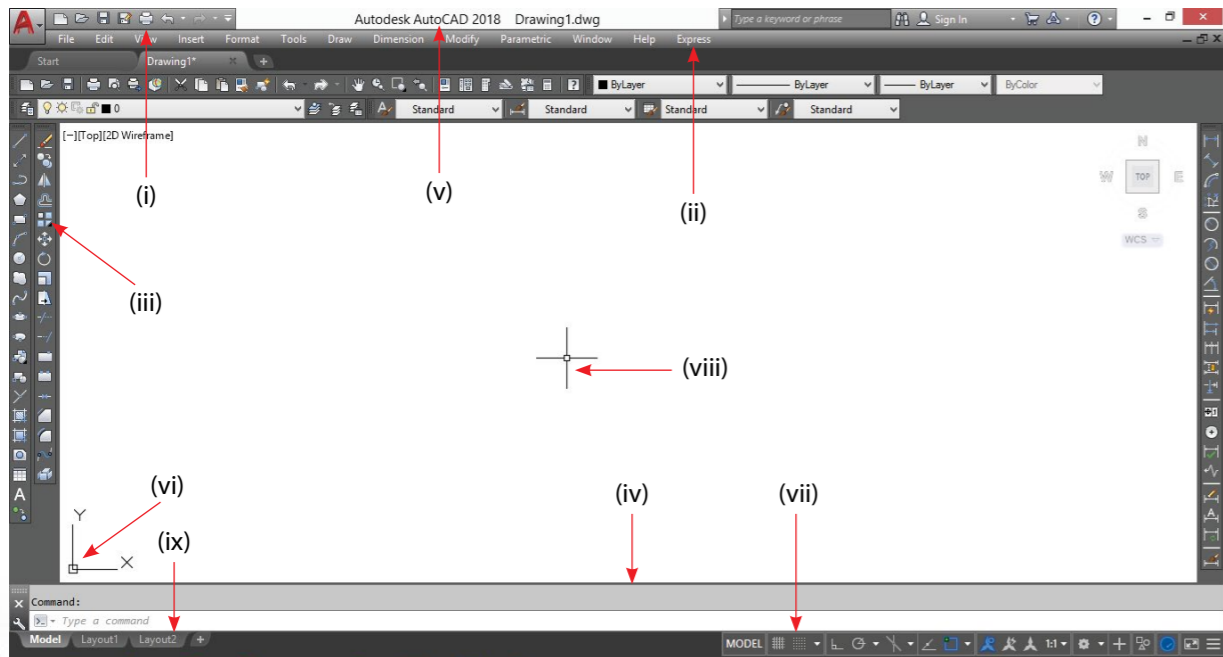 A Autodesk AutoCAD 2018 Drawing1.dwg Type a keyword or phrase Sign In
File Edit View Insert Format Tools Draw Dimension Modify Parametric Window Help Express
Start Drawing1*
ByLayer ByLayer ByLayer ByColor
0 Standard Standard Standard Standard
[−][Top][2D Wireframe]
N
W TOP E
S
WCS
(i)
(v)
(ii)
(iii)
(viii)
(vi)
(iv)
(vii)
(ix)
Y
X
A
Command:
Type a command
Model Layout1 Layout2 +
MODEL 1:1